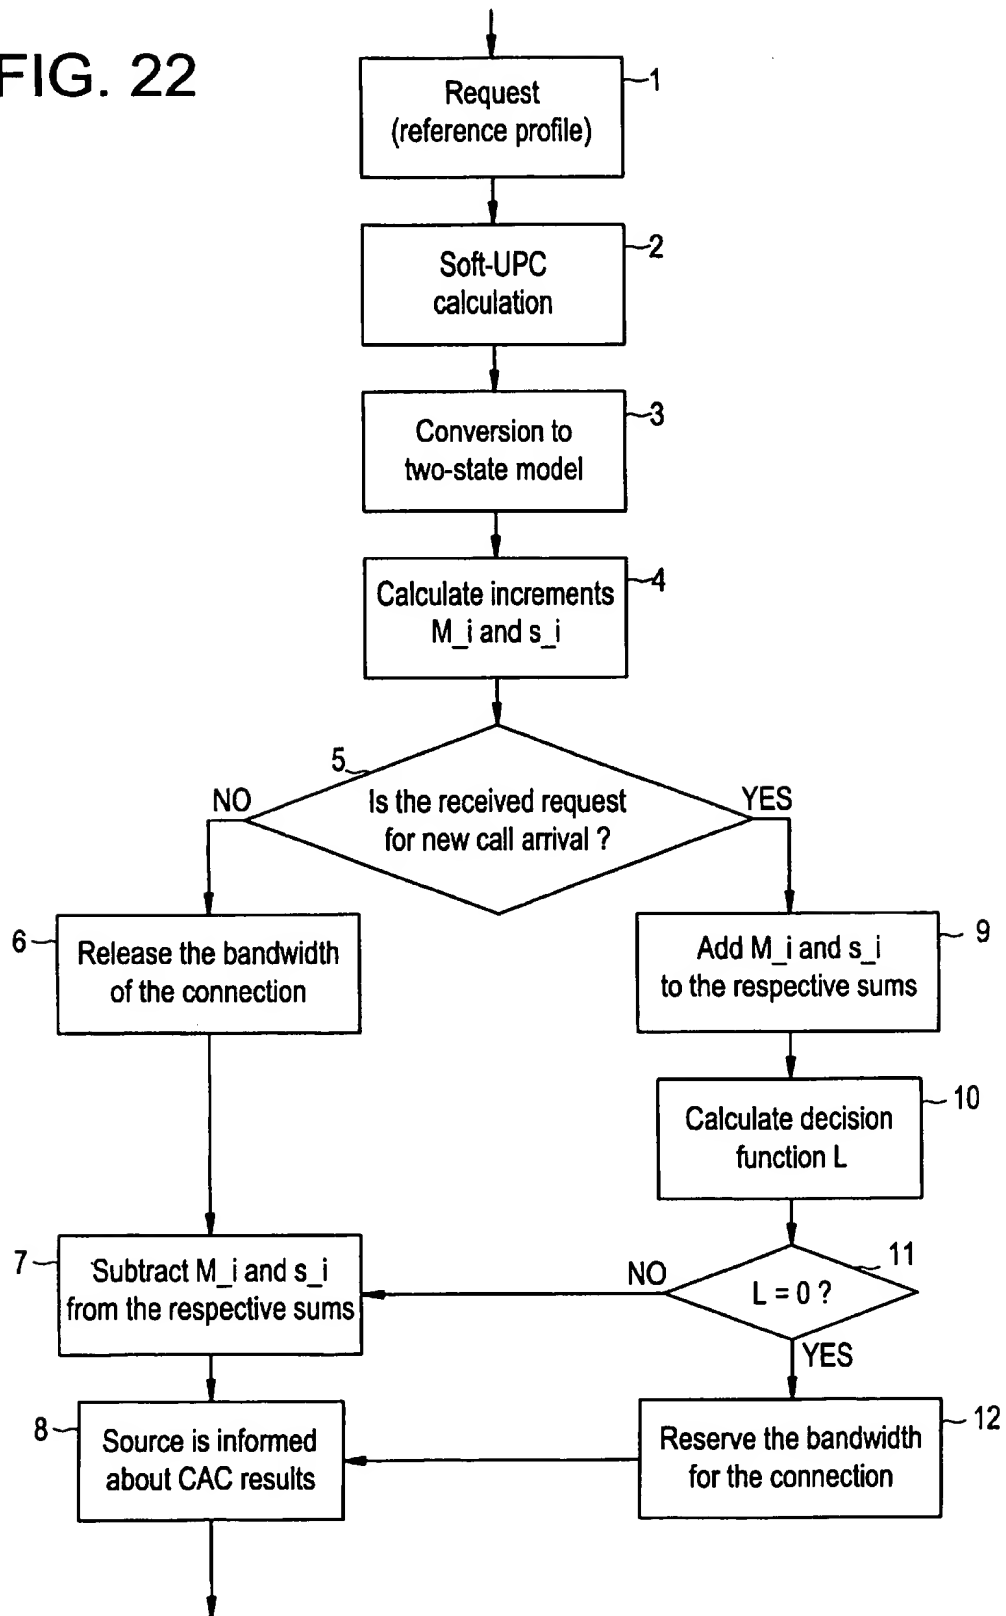 FIG. 22
Request
(reference profile)
1
Soft-UPC
calculation
2
Conversion to
two-state model
3
Calculate increments
M_i and s_i
4
5
Is the received request
for new call arrival ?
NO
YES
6
Release the bandwidth
of the connection
Add M_i and s_i
to the respective sums
9
Calculate decision
function L
10
7
Subtract M_i and s_i
from the respective sums
NO
L = 0 ?
11
YES
8
Source is informed
about CAC results
Reserve the bandwidth
for the connection
12